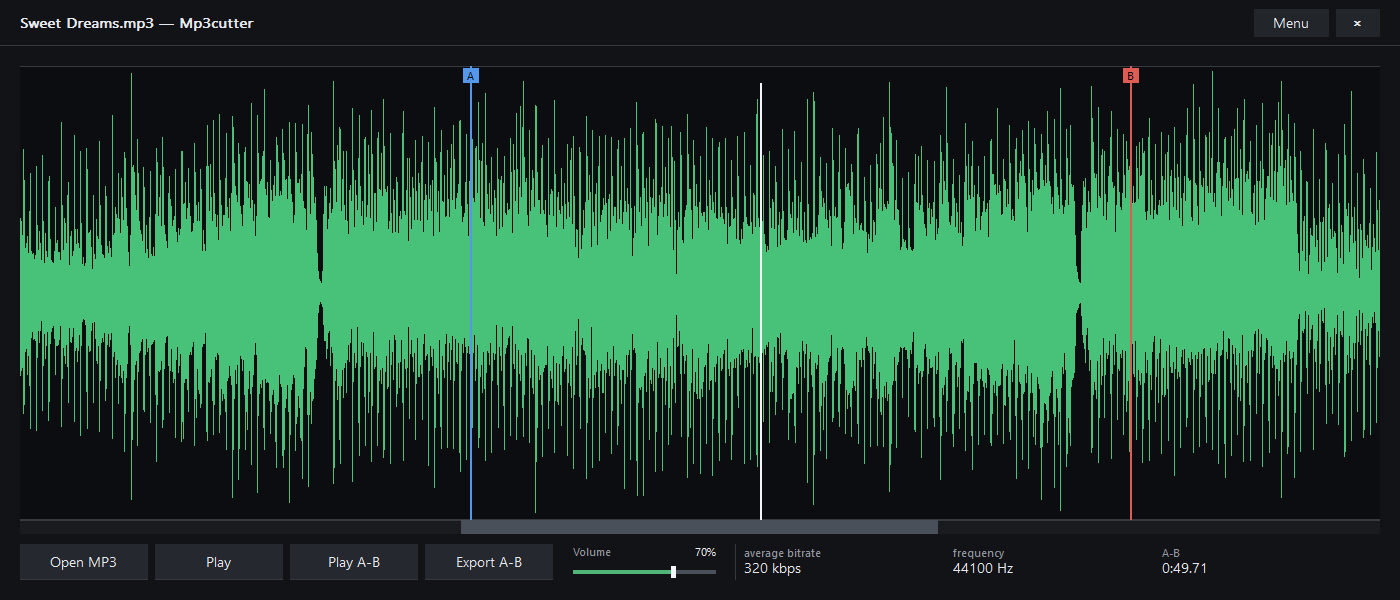 Sweet Dreams.mp3 — Mp3cutter
Menu
×
A
B
Open MP3
Play
Play A-B
Export A-B
Volume
70%
average bitrate
320 kbps
frequency
44100 Hz
A-B
0:49.71